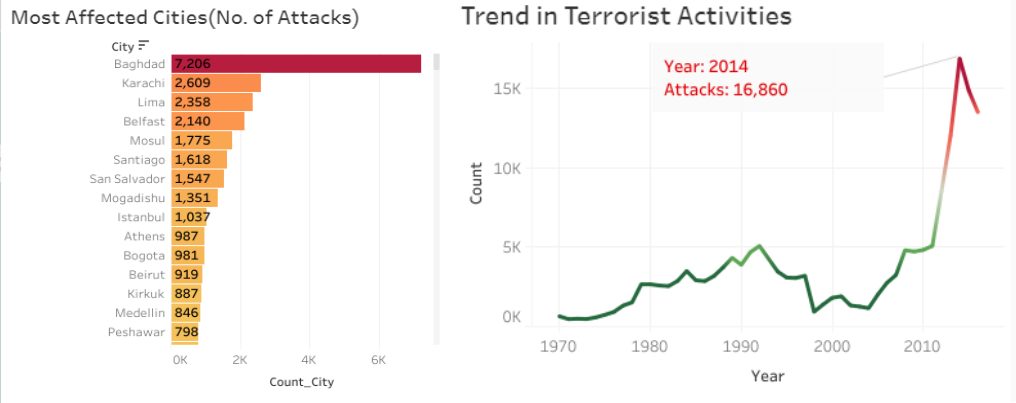 Most Affected Cities(No. of Attacks)
City
Baghdad 7,206
Karachi 2,609
Lima 2,358
Belfast 2,140
Mosul 1,775
Santiago 1,618
San Salvador 1,547
Mogadishu 1,351
Istanbul 1,037
Athens 987
Bogota 981
Beirut 919
Kirkuk 887
Medellin 846
Peshawar 798
0K 2K 4K 6K
Count_City
Trend in Terrorist Activities
Year: 2014
Attacks: 16,860
15K
10K
5K
0K
Count
1970 1980 1990 2000 2010
Year